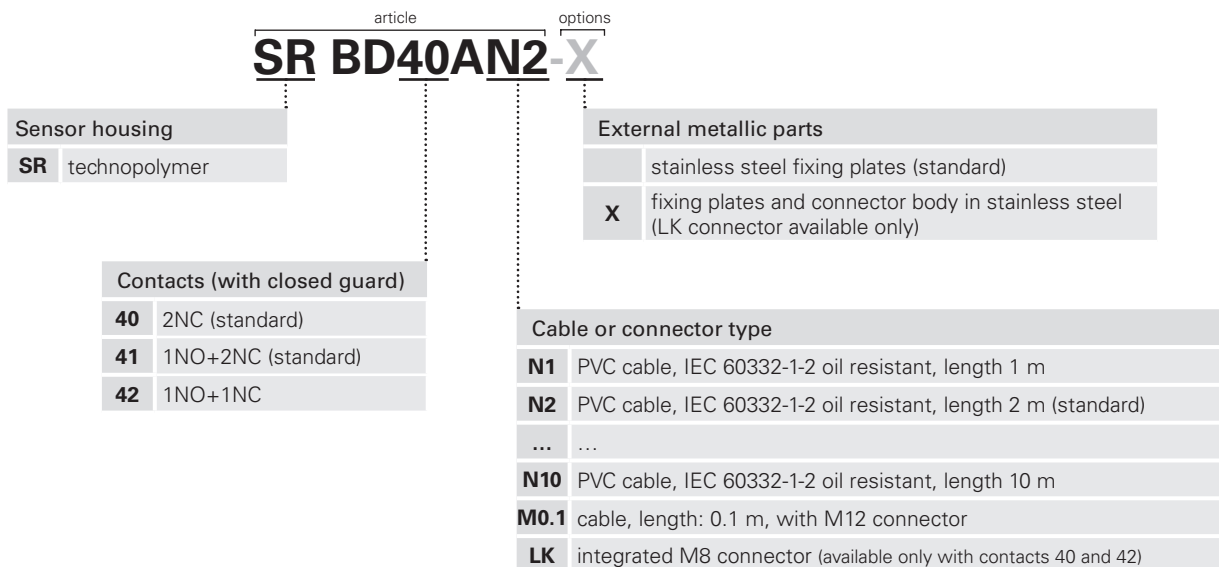 article options
SR BD40AN2-X
Sensor housing
SR technopolymer
External metallic parts
stainless steel fixing plates (standard)
X fixing plates and connector body in stainless steel
(LK connector available only)
Contacts (with closed guard)
40 2NC (standard)
41 1NO+2NC (standard)
42 1NO+1NC
Cable or connector type
N1 PVC cable, IEC 60332-1-2 oil resistant, length 1 m
N2 PVC cable, IEC 60332-1-2 oil resistant, length 2 m (standard)
... ...
N10 PVC cable, IEC 60332-1-2 oil resistant, length 10 m
M0.1 cable, length: 0.1 m, with M12 connector
LK integrated M8 connector (available only with contacts 40 and 42)